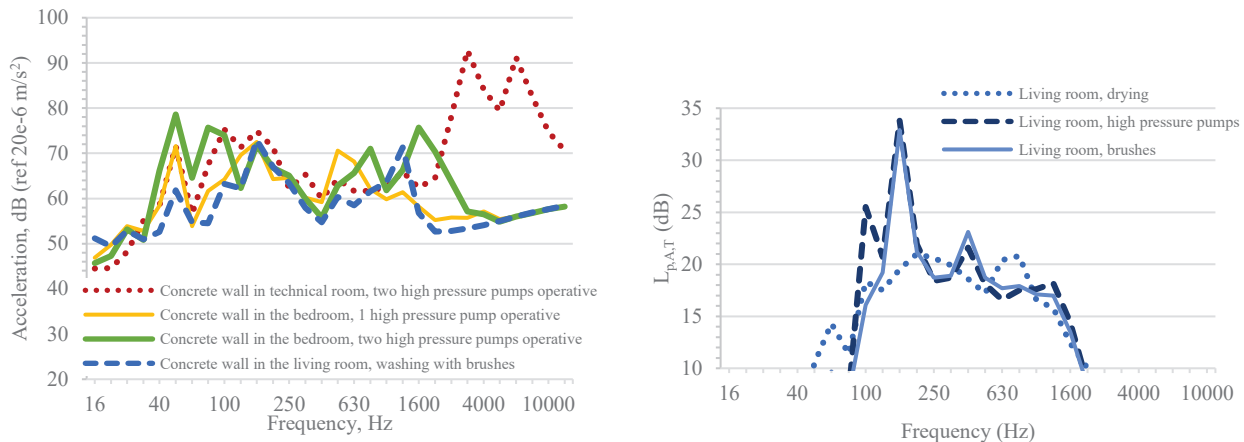 Acceleration, dB (ref 20e-6 m/s²)
100
90
80
70
60
50
40
30
20
Concrete wall in technical room, two high pressure pumps operative
Concrete wall in the bedroom, 1 high pressure pump operative
Concrete wall in the bedroom, two high pressure pumps operative
Concrete wall in the living room, washing with brushes
16 40 100 250 630 1600 4000 10000
Frequency, Hz
Living room, drying
Living room, high pressure pumps
Living room, brushes
L_{p,A,T} (dB)
35
30
25
20
15
10
16 40 100 250 630 1600 4000 10000
Frequency (Hz)